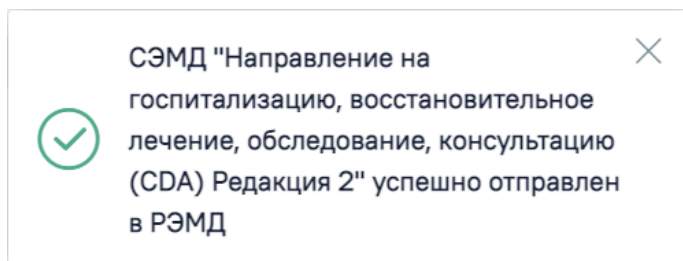 СЭМД "Направление на
госпитализацию, восстановительное
лечение, обследование, консультацию
(CDA) Редакция 2" успешно отправлен
в РЭМД